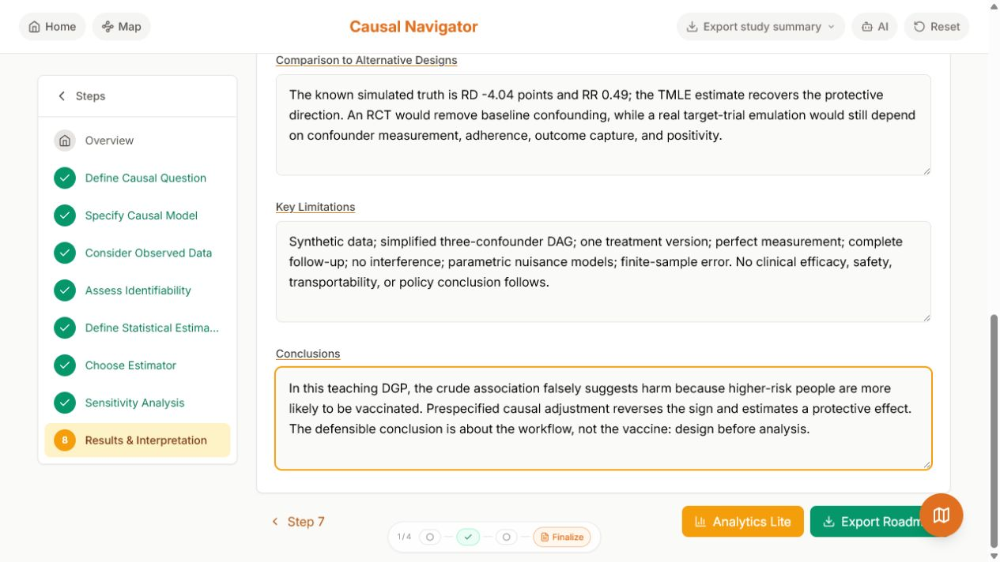 Home
Map
Causal Navigator
Export study summary
AI
Reset
Steps
Overview
Define Causal Question
Specify Causal Model
Consider Observed Data
Assess Identifiability
Define Statistical Estima...
Choose Estimator
Sensitivity Analysis
8 Results & Interpretation
Comparison to Alternative Designs
The known simulated truth is RD -4.04 points and RR 0.49; the TMLE estimate recovers the protective
direction. An RCT would remove baseline confounding, while a real target-trial emulation would still depend
on confounder measurement, adherence, outcome capture, and positivity.
Key Limitations
Synthetic data; simplified three-confounder DAG; one treatment version; perfect measurement; complete
follow-up; no interference; parametric nuisance models; finite-sample error. No clinical efficacy, safety,
transportability, or policy conclusion follows.
Conclusions
In this teaching DGP, the crude association falsely suggests harm because higher-risk people are more
likely to be vaccinated. Prespecified causal adjustment reverses the sign and estimates a protective effect.
The defensible conclusion is about the workflow, not the vaccine: design before analysis.
Step 7
1/4
Finalize
Analytics Lite
Export Roadm